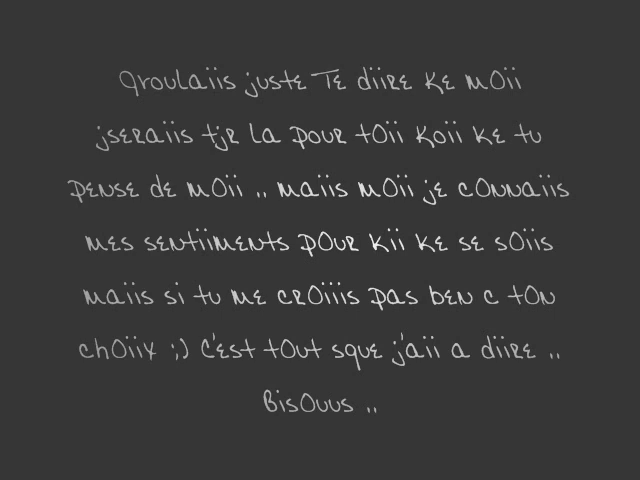 jvoulaiis juste Te diire Ke mOii
jseraiis tjr La pour tOii Koii Ke tu
pense de mOii .. maiis mOii je cOnnaiis
mes sentiiments pOur kii ke se sOiis
maiis si tu me crOiiis pas ben c tOn
chOiix ;) C'est tOut sque j'aii a diire ..
BisOuus ..